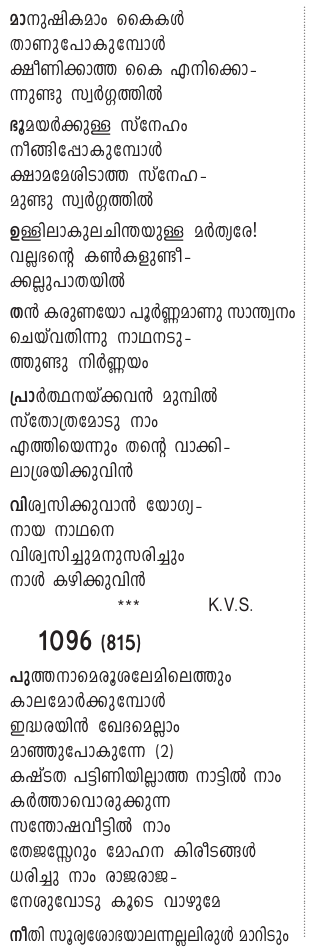 മാനുഷികമാം കൈകൾ
താണുപോകുമ്പോൾ
ക്ഷീണിക്കാത്ത കൈ എനിക്കൊ-
ന്നുണ്ടു സ്വർഗ്ഗത്തിൽ
ഭൂമയർക്കുള്ള സ്നേഹം
നീങ്ങിപ്പോകുമ്പോൾ
ക്ഷാമമേശിടാത്ത സ്നേഹ-
മുണ്ടു സ്വർഗ്ഗത്തിൽ
ഉള്ളിലാകുലചിന്തയുള്ള മർത്യരേ!
വല്ലഭന്റെ കൺകളുണ്ടീ-
ക്കല്ലുപാതയിൽ
തൻ കരുണയോ പൂർണ്ണമാണു സാന്ത്വനം
ചെയ്‌വതിന്നു നാഥനടു-
ത്തുണ്ടു നിർണ്ണയം
പ്രാർത്ഥനയ്ക്കവൻ മുമ്പിൽ
സ്തോത്രമോടു നാം
എത്തിയെന്നും തന്റെ വാക്കി-
ലാശ്രയിക്കുവിൻ
വിശ്വസിക്കുവാൻ യോഗ്യ-
നായ നാഥനെ
വിശ്വസിച്ചുമനുസരിച്ചും
നാൾ കഴിക്കുവിൻ
*** K.V.S.
1096 (815)
പുത്തനാമെരൂശലേമിലെത്തും
കാലമോർക്കുമ്പോൾ
ഇദ്ധരയിൻ ഖേദമെല്ലാം
മാഞ്ഞുപോകുന്നേ (2)
കഷ്ടത പട്ടിണിയില്ലാത്ത നാട്ടിൽ നാം
കർത്താവൊരുക്കുന്ന
സന്തോഷവീട്ടിൽ നാം
തേജസ്സേറും മോഹന കിരീടങ്ങൾ
ധരിച്ചു നാം രാജരാജ-
നേശുവോടു കൂടെ വാഴുമേ
നീതി സൂര്യശോഭയാലന്നല്ലലിരുൾ മാറിടും